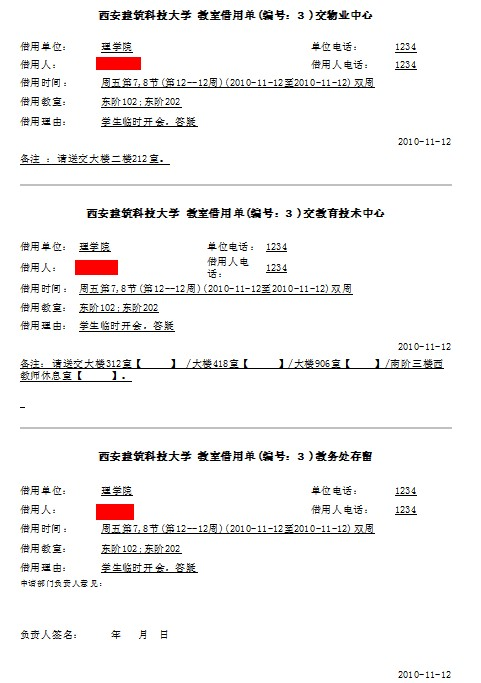 西安建筑科技大学 教室借用单(编号：3 )交物业中心
借用单位： 理学院 单位电话： 1234
借用人： 借用人电话： 1234
借用时间： 周五第7,8节(第12--12周)(2010-11-12至2010-11-12)双周
借用教室： 东阶102;东阶202
借用理由： 学生临时开会，答疑
2010-11-12
备注 ：请送交大楼二楼212室。
西安建筑科技大学 教室借用单(编号：3 )交教育技术中心
借用单位： 理学院 单位电话： 1234
借用人： 借用人电
话： 1234
借用时间： 周五第7,8节(第12--12周)(2010-11-12至2010-11-12)双周
借用教室： 东阶102;东阶202
借用理由： 学生临时开会，答疑
2010-11-12
备注：请送交大楼312室【 】 /大楼418室【 】/大楼906室【 】/南阶三楼西
教师休息室【 】。
西安建筑科技大学 教室借用单(编号：3 )教务处存留
借用单位： 理学院 单位电话： 1234
借用人： 借用人电话： 1234
借用时间： 周五第7,8节(第12--12周)(2010-11-12至2010-11-12)双周
借用教室： 东阶102;东阶202
借用理由： 学生临时开会，答疑
申请部门负责人意见：
负责人签名： 年 月 日
2010-11-12